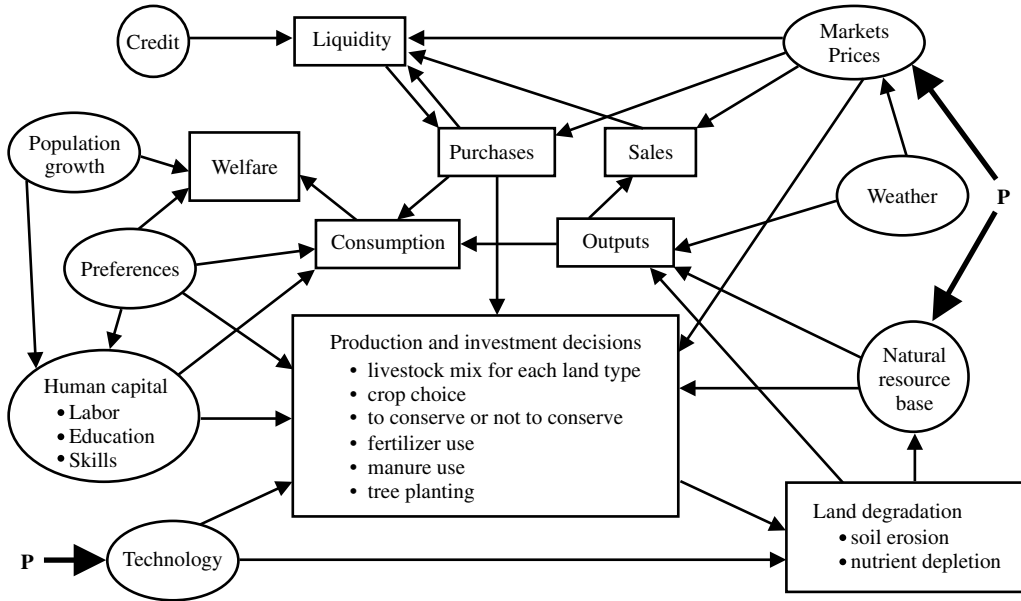 Credit
Liquidity
Markets
Prices
Population
growth
Welfare
Purchases
Sales
Weather
P
Preferences
Consumption
Outputs
Human capital
• Labor
• Education
• Skills
Production and investment decisions
• livestock mix for each land type
• crop choice
• to conserve or not to conserve
• fertilizer use
• manure use
• tree planting
Natural
resource
base
Land degradation
• soil erosion
• nutrient depletion
P
Technology